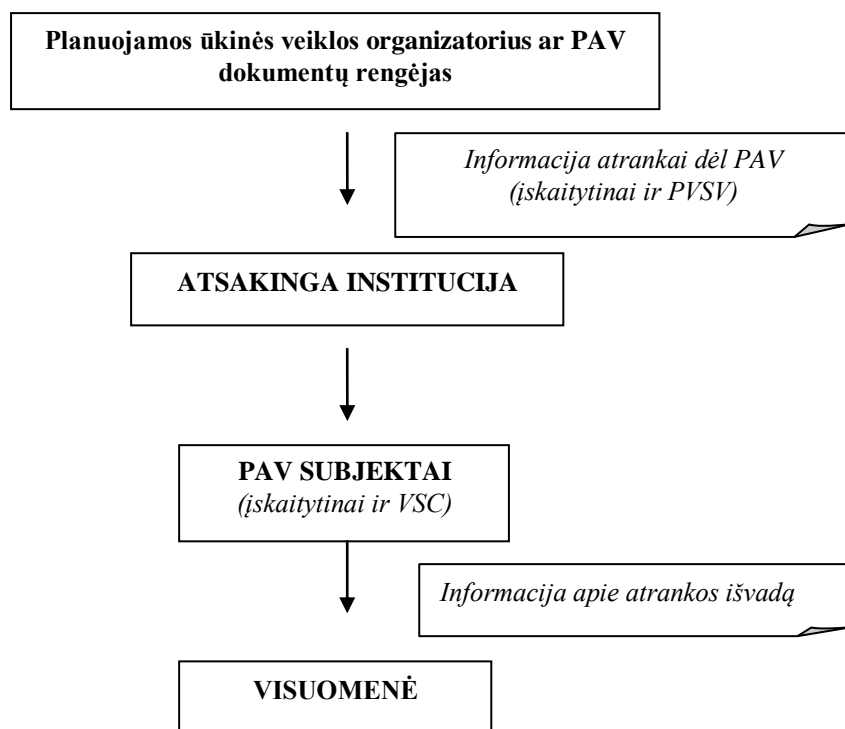 Planuojamos ūkinės veiklos organizatorius ar PAV
dokumentų rengėjas
Informacija atrankai dėl PAV
(įskaitytinai ir PVSV)
ATSAKINGA INSTITUCIJA
PAV SUBJEKTAI
(įskaitytinai ir VSC)
Informacija apie atrankos išvadą
VISUOMENĖ